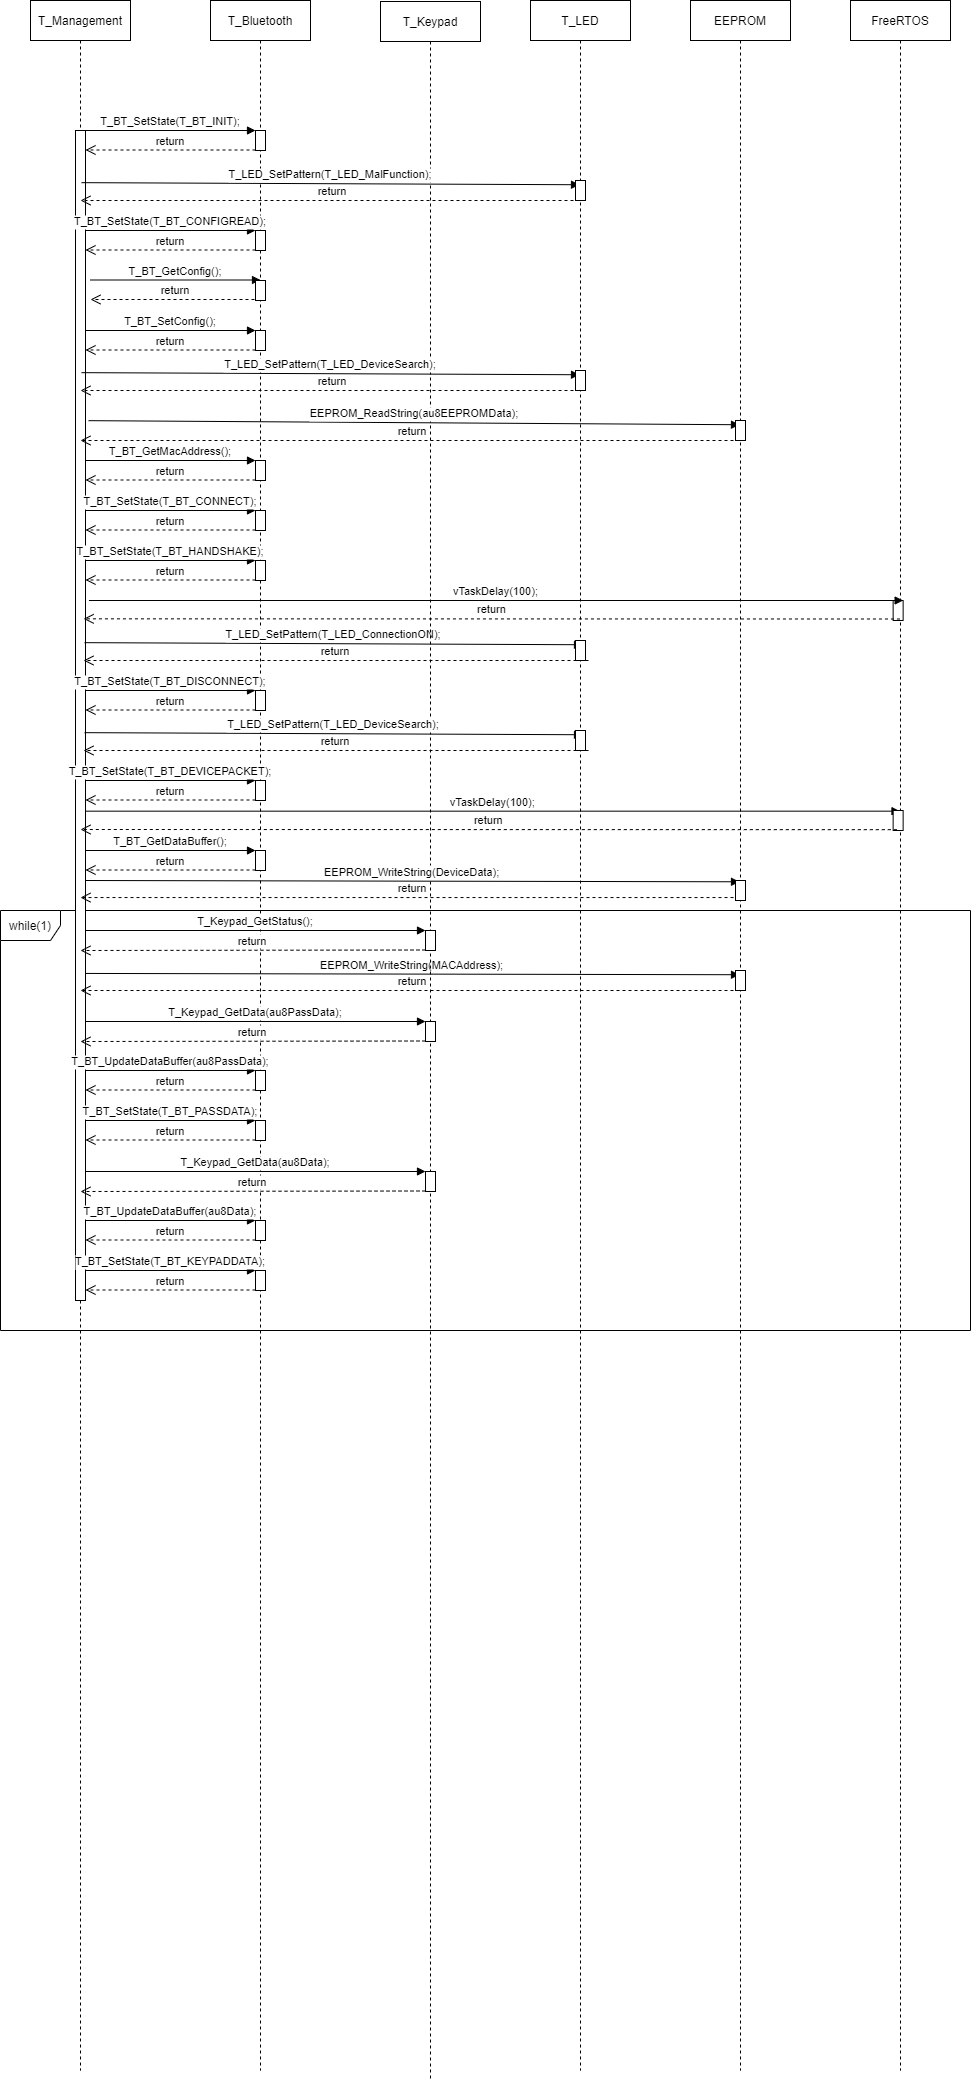 T_Management
T_Bluetooth
T_Keypad
T_LED
EEPROM
FreeRTOS
T_BT_SetState(T_BT_INIT);
return
T_LED_SetPattern(T_LED_MalFunction);
return
T_BT_SetState(T_BT_CONFIGREAD);
return
T_BT_GetConfig();
return
T_BT_SetConfig();
return
T_LED_SetPattern(T_LED_DeviceSearch);
return
EEPROM_ReadString(au8EEPROMData);
return
T_BT_GetMacAddress();
return
T_BT_SetState(T_BT_CONNECT);
return
T_BT_SetState(T_BT_HANDSHAKE);
return
vTaskDelay(100);
return
T_LED_SetPattern(T_LED_ConnectionON);
return
T_BT_SetState(T_BT_DISCONNECT);
return
T_LED_SetPattern(T_LED_DeviceSearch);
return
T_BT_SetState(T_BT_DEVICEPACKET);
return
vTaskDelay(100);
return
T_BT_GetDataBuffer();
return
EEPROM_WriteString(DeviceData);
return
while(1)
T_Keypad_GetStatus();
return
EEPROM_WriteString(MACAddress);
return
T_Keypad_GetData(au8PassData);
return
T_BT_UpdateDataBuffer(au8PassData);
return
T_BT_SetState(T_BT_PASSDATA);
return
T_Keypad_GetData(au8Data);
return
T_BT_UpdateDataBuffer(au8Data);
return
T_BT_SetState(T_BT_KEYPADDATA);
return